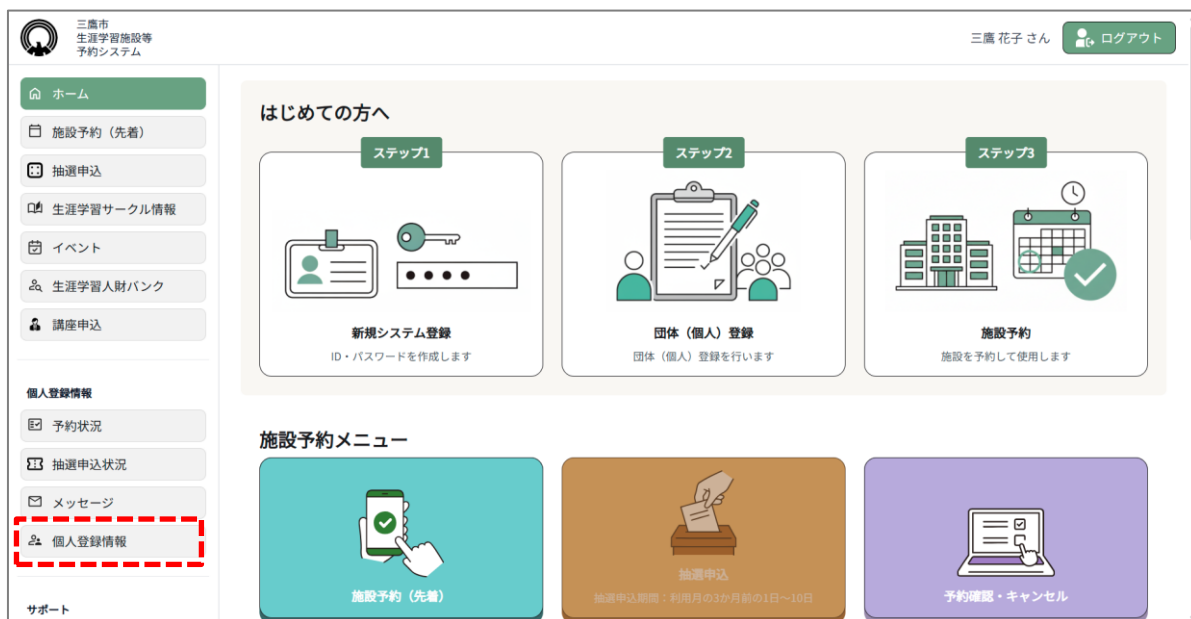 三鷹市
生涯学習施設等
予約システム
三鷹 花子 さん
ログアウト
ホーム
施設予約（先着）
抽選申込
生涯学習サークル情報
イベント
生涯学習人財バンク
講座申込
個人登録情報
予約状況
抽選申込状況
メッセージ
個人登録情報
サポート
はじめての方へ
ステップ1
新規システム登録
ID・パスワードを作成します
ステップ2
団体（個人）登録
団体（個人）登録を行います
ステップ3
施設予約
施設を予約して使用します
施設予約メニュー
施設予約（先着）
抽選申込
抽選申込期間：利用月の3か月前の1日～10日
予約確認・キャンセル